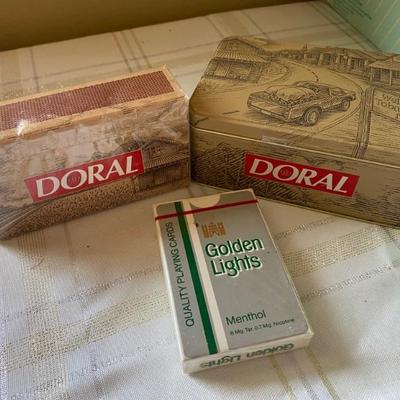 DORAL
DORAL
QUALITY PLAYING CARDS
Golden
Lights
Menthol
8 Mg. Tar, 0.7 Mg. Nicotine
Golden Lights